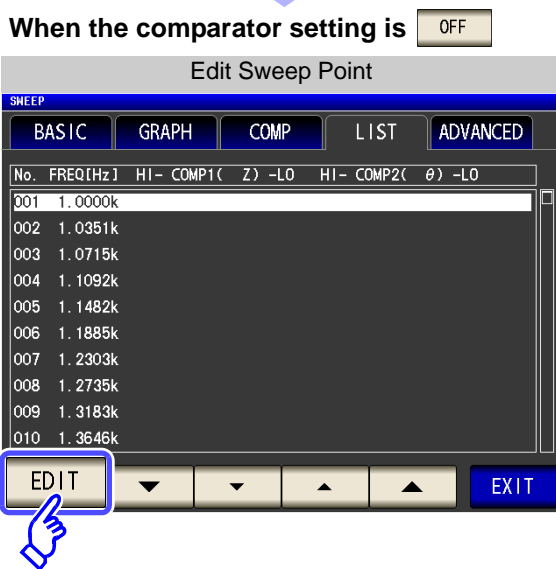 When the comparator setting is OFF
Edit Sweep Point
SWEEP
BASIC GRAPH COMP LIST ADVANCED
No. FREQ[Hz] HI- COMP1( Z) -LO HI- COMP2( θ) -LO
001 1.0000k
002 1.0351k
003 1.0715k
004 1.1092k
005 1.1482k
006 1.1885k
007 1.2303k
008 1.2735k
009 1.3183k
010 1.3646k
EDIT EXIT